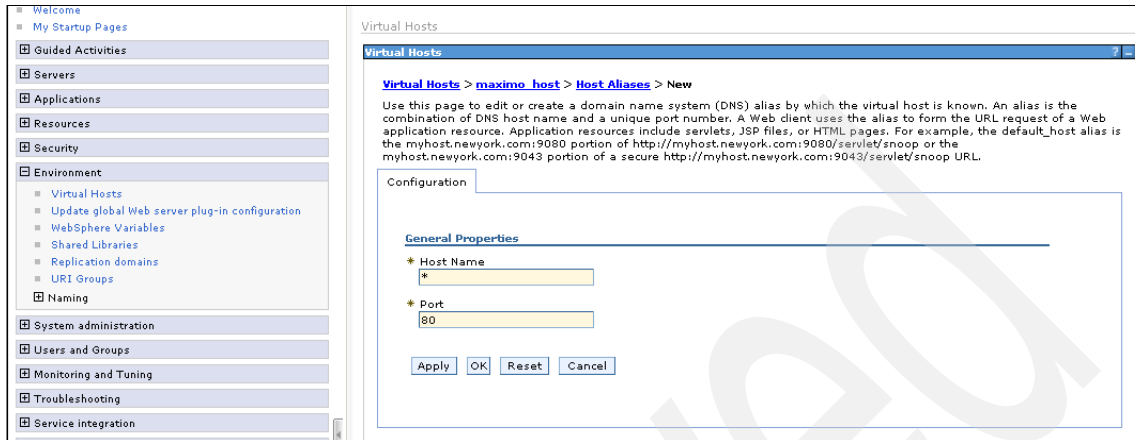 Welcome
My Startup Pages
Guided Activities
Servers
Applications
Resources
Security
Environment
Virtual Hosts
Update global Web server plug-in configuration
WebSphere Variables
Shared Libraries
Replication domains
URI Groups
Naming
System administration
Users and Groups
Monitoring and Tuning
Troubleshooting
Service integration
Virtual Hosts
Virtual Hosts ? –
Virtual Hosts > maximo_host > Host Aliases > New
Use this page to edit or create a domain name system (DNS) alias by which the virtual host is known. An alias is the
combination of DNS host name and a unique port number. A Web client uses the alias to form the URL request of a Web
application resource. Application resources include servlets, JSP files, or HTML pages. For example, the default_host alias is
the myhost.newyork.com:9080 portion of http://myhost.newyork.com:9080/servlet/snoop or the
myhost.newyork.com:9043 portion of a secure http://myhost.newyork.com:9043/servlet/snoop URL.
Configuration
General Properties
* Host Name
*
* Port
80
Apply OK Reset Cancel